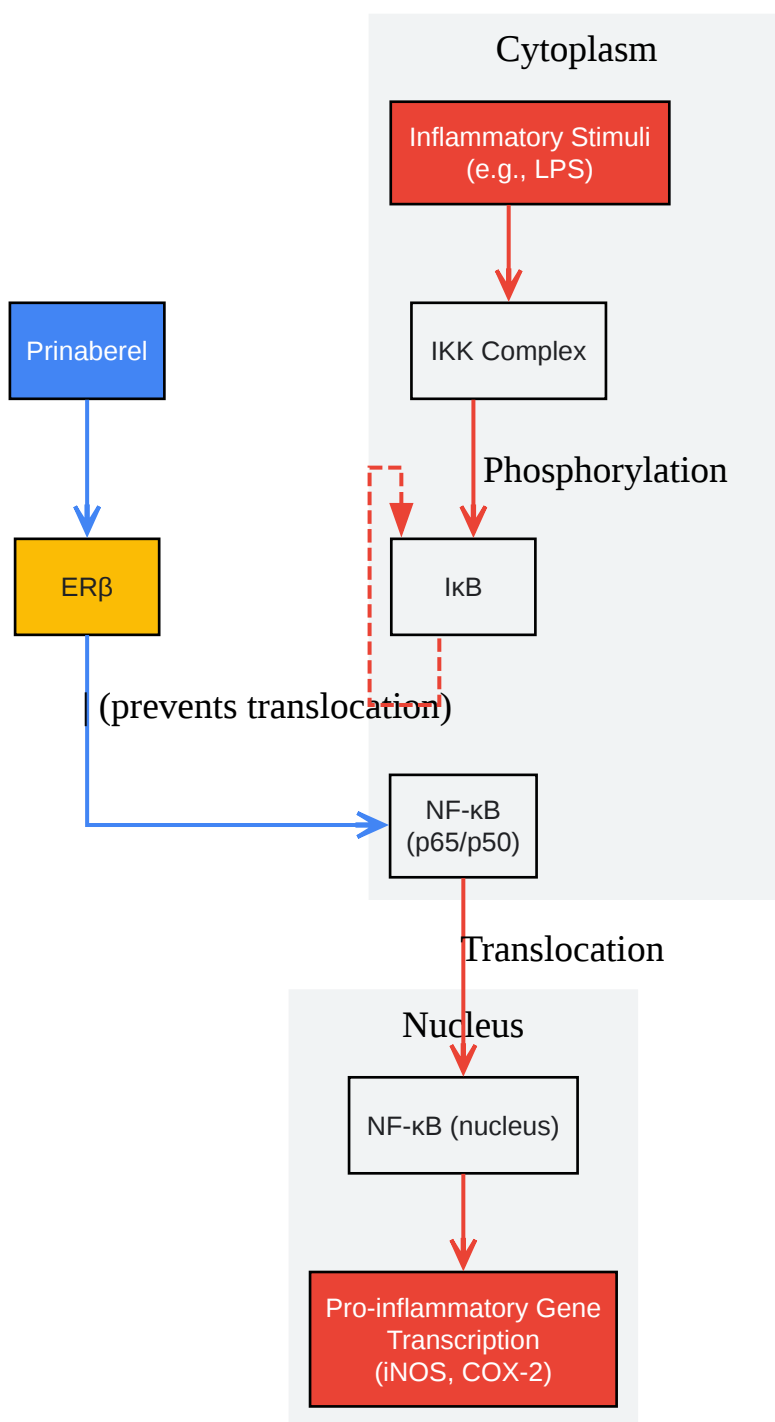 Cytoplasm
Inflammatory Stimuli
(e.g., LPS)
Prinaberel
IKK Complex
Phosphorylation
ERβ
IκB
| (prevents translocation)
NF-κB
(p65/p50)
Translocation
Nucleus
NF-κB (nucleus)
Pro-inflammatory Gene
Transcription
(iNOS, COX-2)